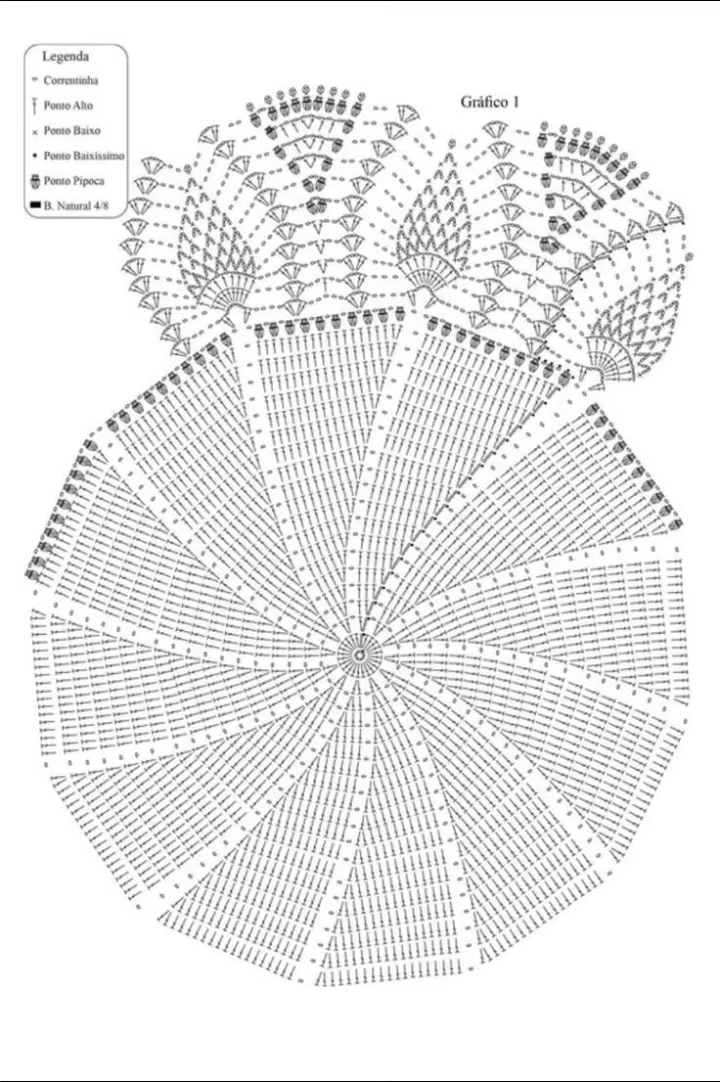 Legenda
Correntinha
Ponto Alto
Ponto Baixo
Ponto Baixíssimo
Ponto Pipoca
B. Natural 4/8
Gráfico 1